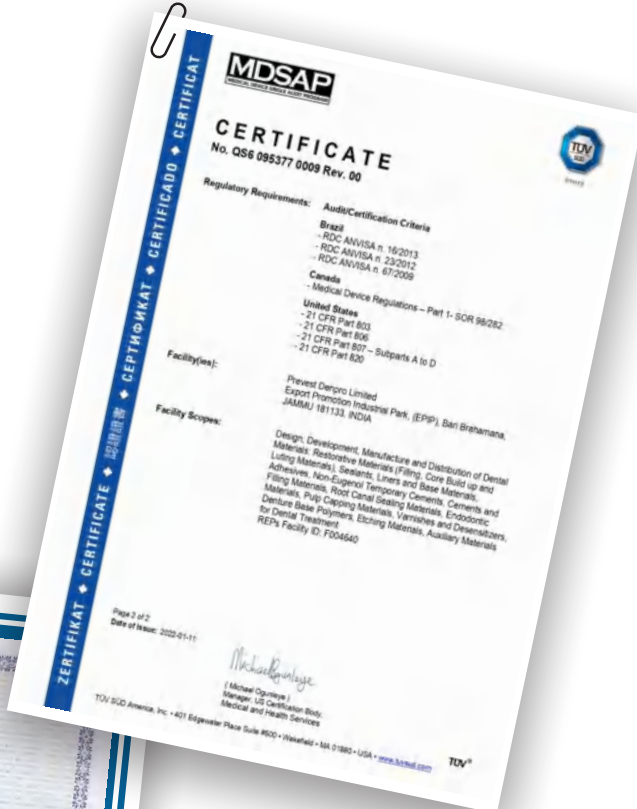 MDSAP
MEDICAL DEVICE SINGLE AUDIT PROGRAM
CERTIFICATE
No. QS6 095377 0009 Rev. 00
TÜV
SÜD
Regulatory Requirements:
Audit/Certification Criteria
Brazil
- RDC ANVISA n. 16/2013
- RDC ANVISA n. 23/2012
- RDC ANVISA n. 67/2009
Canada
- Medical Device Regulations – Part 1- SOR 98/282
United States
- 21 CFR Part 803
- 21 CFR Part 806
- 21 CFR Part 807 – Subparts A to D
- 21 CFR Part 820
Facility(ies):
Prevest Denpro Limited
Export Promotion Industrial Park, (EPIP), Bari Brahamana,
JAMMU 181133, INDIA
Facility Scopes:
Design, Development, Manufacture and Distribution of Dental
Materials: Restorative Materials (Filling, Core Build up and
Luting Materials), Sealants, Liners and Base Materials,
Adhesives, Non-Eugenol Temporary Cements, Cements and
Filling Materials, Root Canal Sealing Materials, Endodontic
Materials, Pulp Capping Materials, Varnishes and Desensitizers,
Denture Base Polymers, Etching Materials, Auxiliary Materials
for Dental Treatment
REPs Facility ID: F004640
Page 2 of 2
Date of Issue: 2022-01-11
( Michael Ogunleye )
Manager, US Certification Body,
Medical and Health Services
TÜV SÜD America, Inc. • 401 Edgewater Place Suite #500 • Wakefield • MA 01880 • USA • www.tuvsud.com
TÜV®
ZERTIFIKAT ◆ CERTIFICATE ◆ 認證證書 ◆ СЕРТИФИКАТ ◆ CERTIFICADO ◆ CERTIFICAT